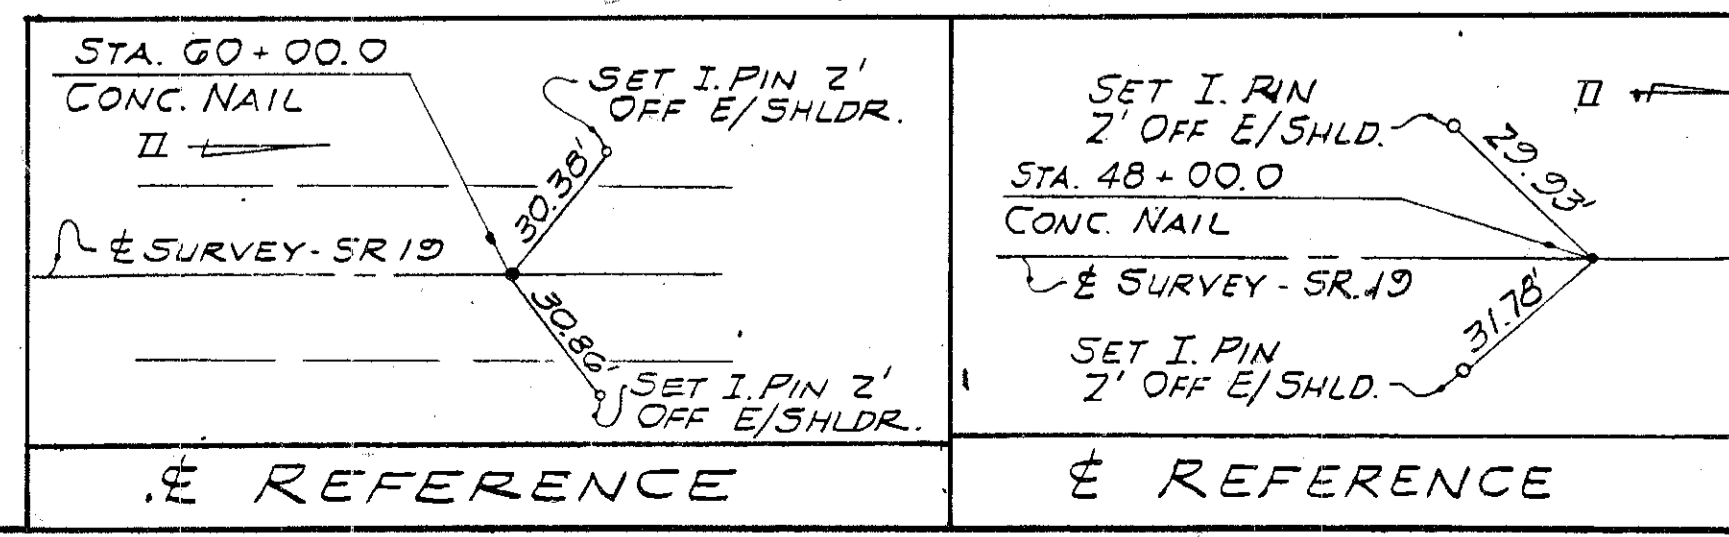 STA. 60+00.0
CONC. NAIL
SET I. PIN 2'
OFF E/SHLDR.
30.38'
℄ SURVEY - SR 19
30.86'
SET I. PIN 2'
OFF E/SHLDR.
℄ REFERENCE
SET I. PIN
2' OFF E/SHLD.
29.93'
STA. 48+00.0
CONC. NAIL
℄ SURVEY - SR. 19
31.78'
SET I. PIN
2' OFF E/SHLD.
℄ REFERENCE